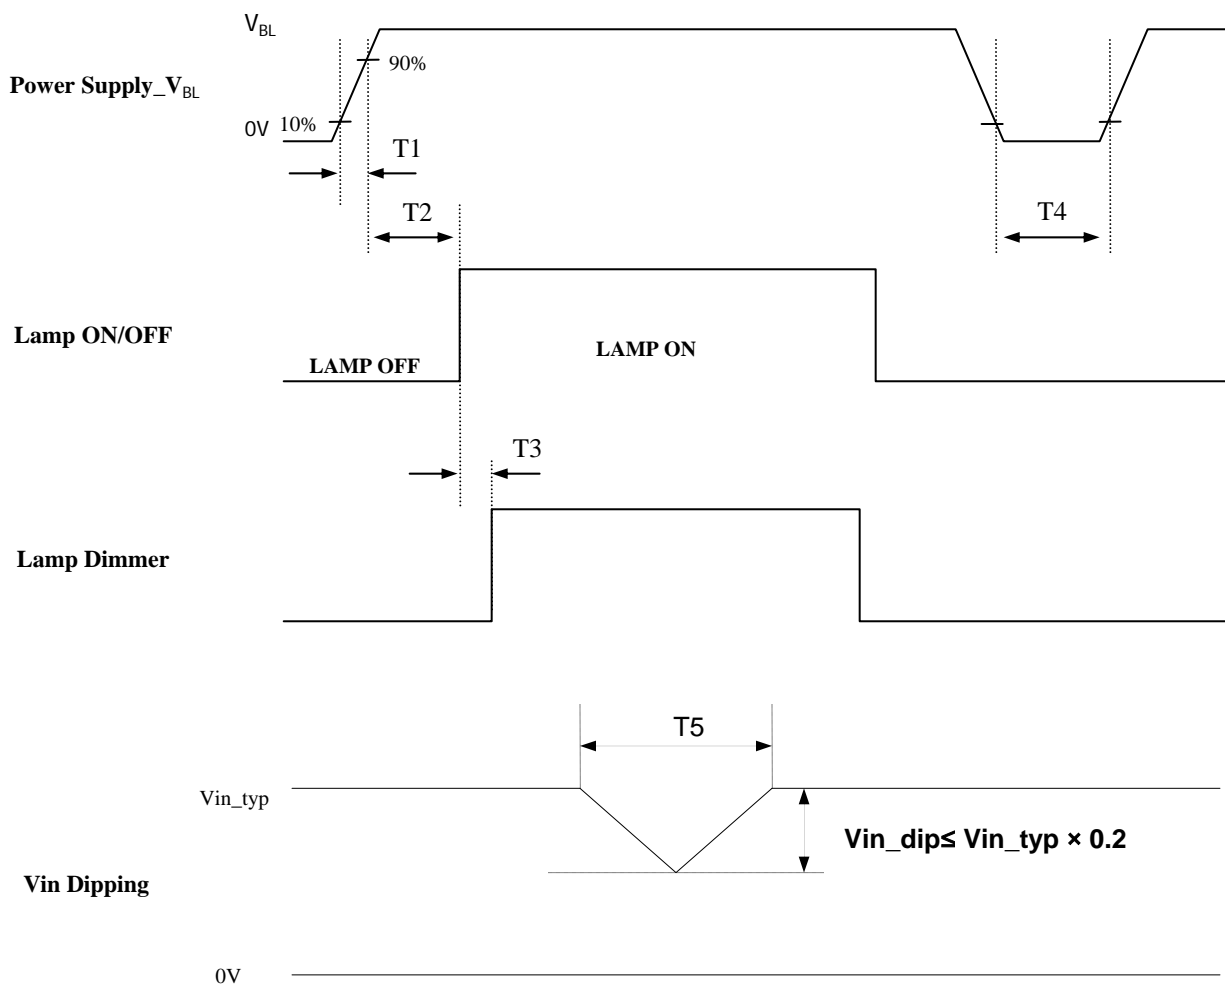 V_BL
90%
Power Supply_V_BL
0V 10%
T1
T2
T4
Lamp ON/OFF
LAMP OFF
LAMP ON
T3
Lamp Dimmer
T5
Vin_typ
Vin_dip≤ Vin_typ × 0.2
Vin Dipping
0V